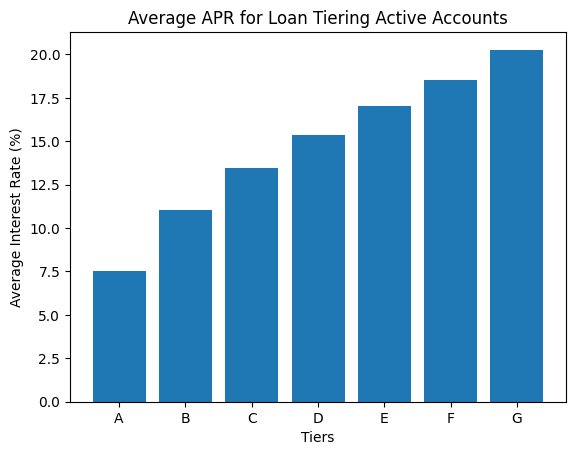 Average APR for Loan Tiering Active Accounts
Average Interest Rate (%)
20.0
17.5
15.0
12.5
10.0
7.5
5.0
2.5
0.0
A B C D E F G
Tiers